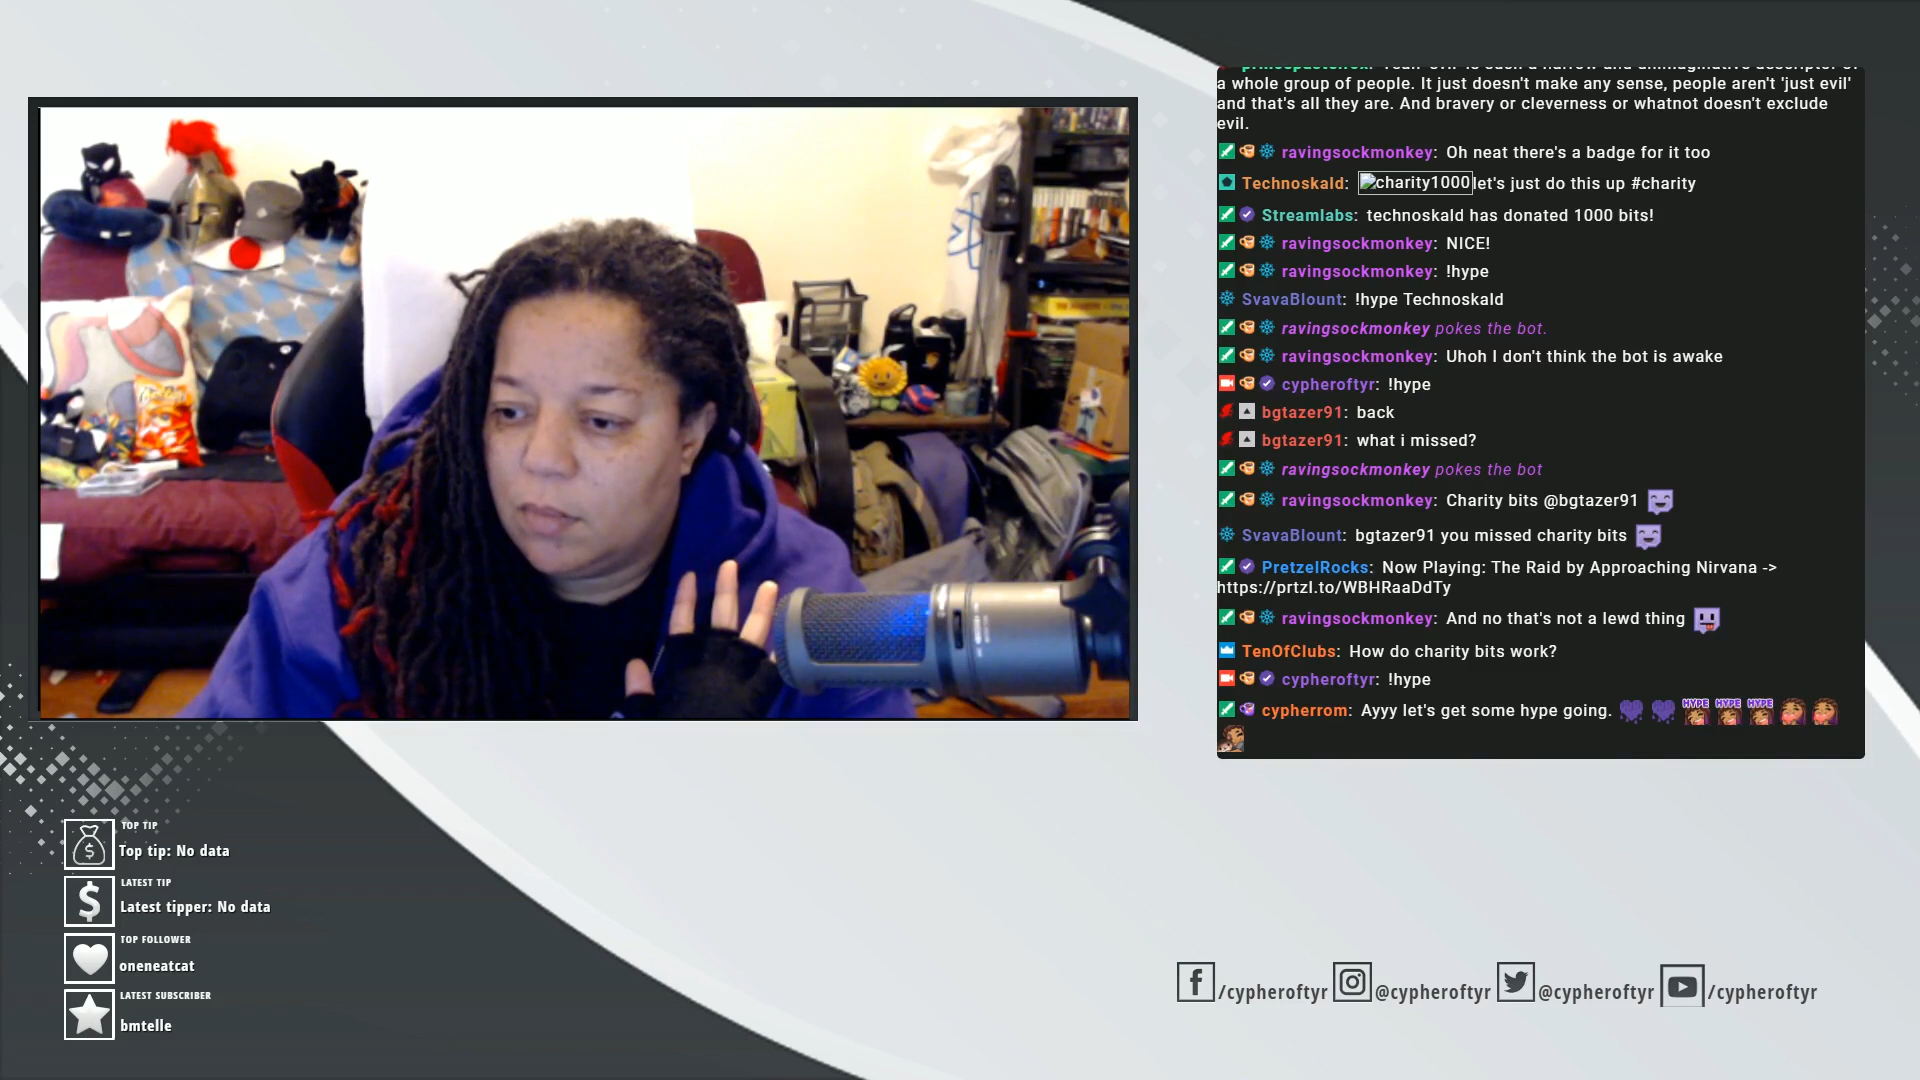 a whole group of people. It just doesn't make any sense, people aren't 'just evil'
and that's all they are. And bravery or cleverness or whatnot doesn't exclude
evil.
ravingsockmonkey: Oh neat there's a badge for it too
Technoskald: charity1000let's just do this up #charity
Streamlabs: technoskald has donated 1000 bits!
ravingsockmonkey: NICE!
ravingsockmonkey: !hype
SvavaBlount: !hype Technoskald
ravingsockmonkey pokes the bot.
ravingsockmonkey: Uhoh I don't think the bot is awake
cypheroftyr: !hype
bgtazer91: back
bgtazer91: what i missed?
ravingsockmonkey pokes the bot
ravingsockmonkey: Charity bits @bgtazer91
SvavaBlount: bgtazer91 you missed charity bits
PretzelRocks: Now Playing: The Raid by Approaching Nirvana ->
https://prtzl.to/WBHRaaDdTy
ravingsockmonkey: And no that's not a lewd thing
TenOfClubs: How do charity bits work?
cypheroftyr: !hype
cypherrom: Ayyy let's get some hype going. HYPE HYPE HYPE
TOP TIP
Top tip: No data
LATEST TIP
Latest tipper: No data
TOP FOLLOWER
oneneatcat
LATEST SUBSCRIBER
bmtelle
/cypheroftyr @cypheroftyr @cypheroftyr /cypheroftyr